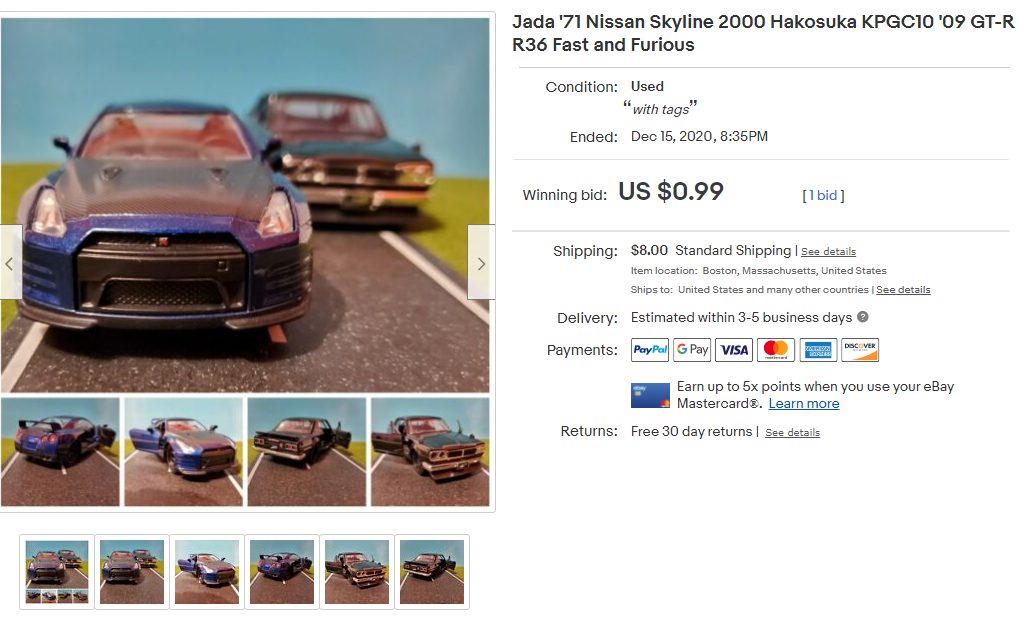 Jada '71 Nissan Skyline 2000 Hakosuka KPGC10 '09 GT-R
R36 Fast and Furious
Condition: Used
“with tags”
Ended: Dec 15, 2020, 8:35PM
Winning bid: US $0.99 [ 1 bid ]
Shipping: $8.00 Standard Shipping | See details
Item location: Boston, Massachusetts, United States
Ships to: United States and many other countries | See details
Delivery: Estimated within 3-5 business days ?
Payments: PayPal G Pay VISA mastercard AMERICAN EXPRESS DISCOVER
Earn up to 5x points when you use your eBay
Mastercard®. Learn more
Returns: Free 30 day returns | See details